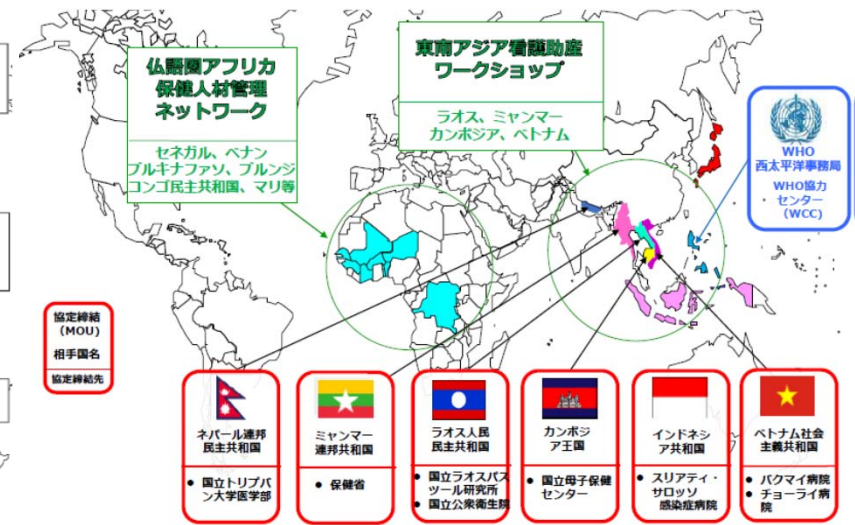 仏語圏アフリカ
保健人材管理
ネットワーク
セネガル、ベナン
ブルキナファソ、ブルンジ
コンゴ民主共和国、マリ等
東南アジア看護助産
ワークショップ
ラオス、ミャンマー
カンボジア、ベトナム
WHO
西太平洋事務局
WHO協力
センター
(WCC)
協定締結
(MOU)
相手国名
協定締結先
ネパール連邦
民主共和国
• 国立トリブバ
ン大学医学部
ミャンマー
連邦共和国
• 保健省
ラオス人民
民主共和国
• 国立ラオスパス
ツール研究所
• 国立公衆衛生院
カンボジ
ア王国
• 国立母子保健
センター
インドネシ
ア共和国
• スリアティ・
サロッソ
感染症病院
ベトナム社会
主義共和国
• バクマイ病院
• チョーライ病
院